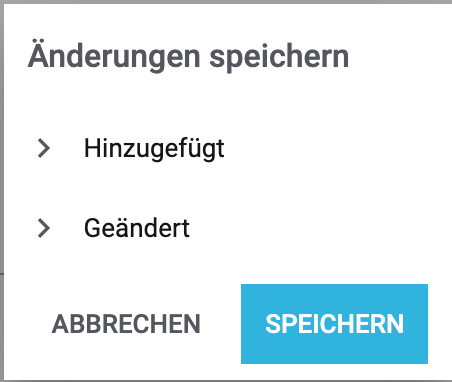 Änderungen speichern
Hinzugefügt
Geändert
ABBRECHEN SPEICHERN